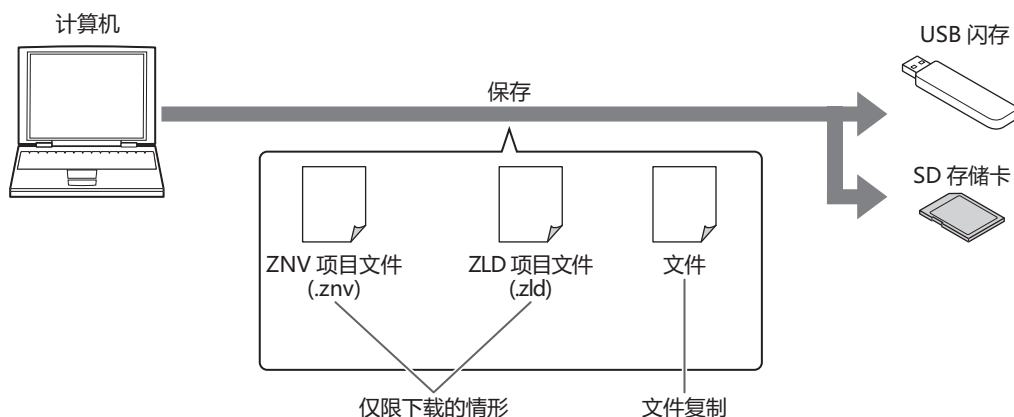 计算机
USB 闪存
保存
SD 存储卡
ZNV 项目文件
(.znv)
ZLD 项目文件
(.zld)
文件
仅限下载的情形
文件复制